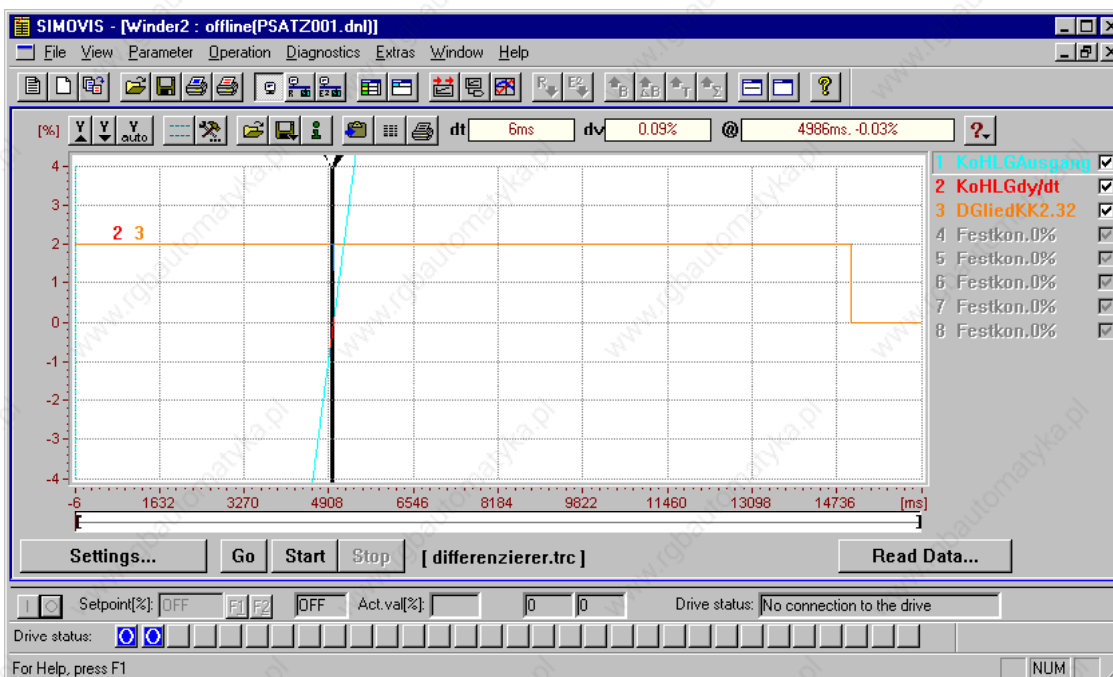 SIMOVIS - [Winder2 : offline(PSATZ001.dnl)]
File View Parameter Operation Diagnostics Extras Window Help
[%] Y Y Y auto dt 6ms dv 0.09% @ 4986ms. -0.03% ?
1 KoHLGAusgang
2 KoHLGdy/dt
3 DGliedKK2.32
4 Festkon.0%
5 Festkon.0%
6 Festkon.0%
7 Festkon.0%
8 Festkon.0%
4
3
2
1
0
-1
-2
-3
-4
2 3
-6 1632 3270 4908 6546 8184 9822 11460 13098 14736 [ms]
Settings... Go Start Stop [ differenzierer.trc ] Read Data...
Setpoint[%]: OFF F1 F2 OFF Act.val[%]: 0 0 Drive status: No connection to the drive
Drive status:
For Help, press F1 NUM
www.rgbautomatyka.pl